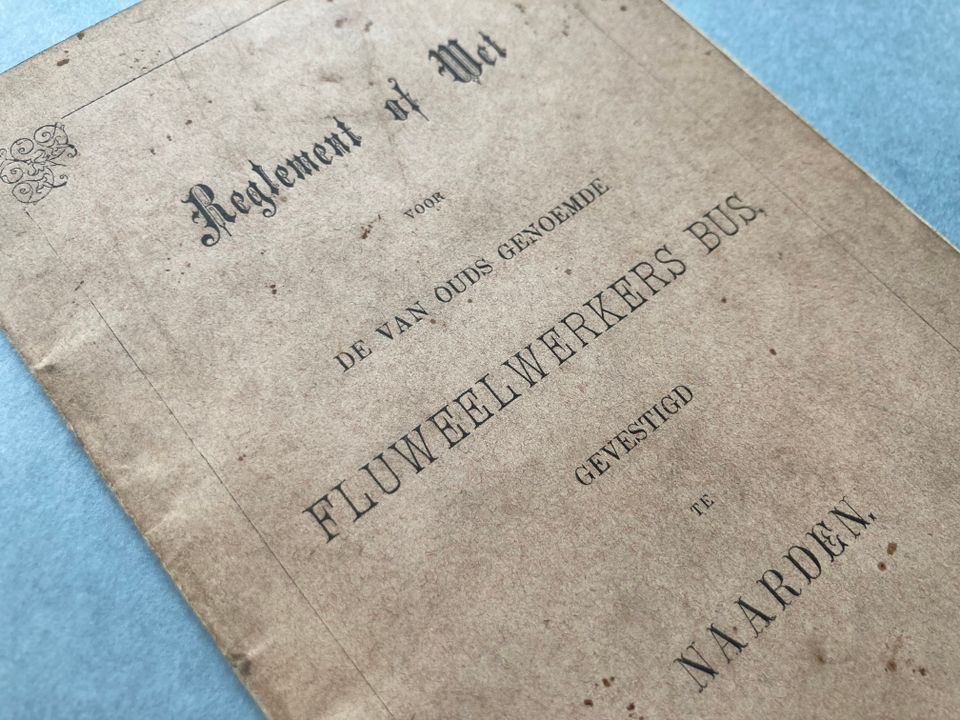 Reglement of Wet
VOOR
DE VAN OUDS GENOEMDE
FLUWEELWERKERS BUS,
GEVESTIGD
TE
NAARDEN.